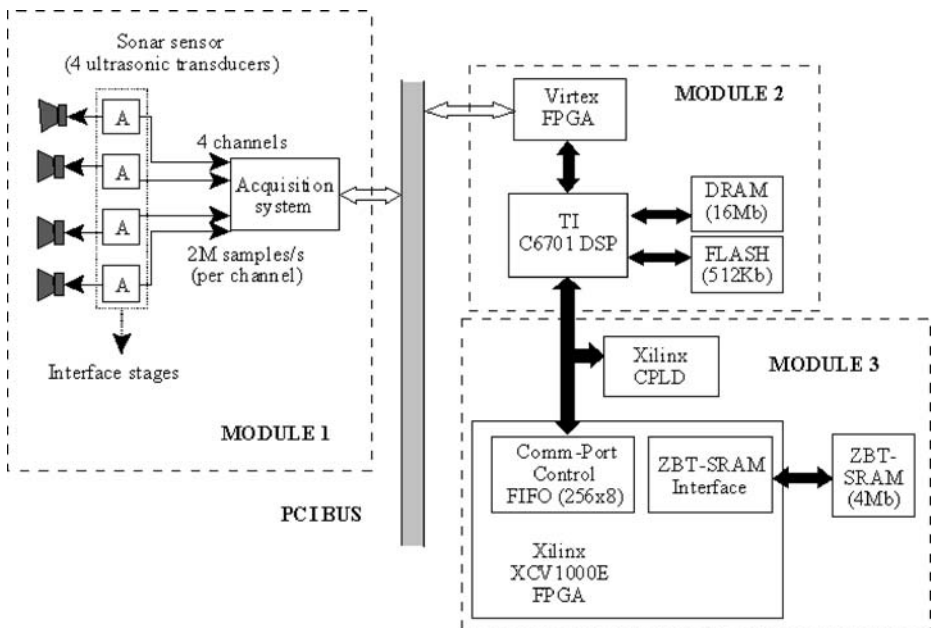 Sonar sensor
(4 ultrasonic transducers)
A
A
A
A
4 channels
Acquisition
system
2M samples/s
(per channel)
Interface stages
MODULE 1
PCI BUS
Virtex
FPGA
MODULE 2
TI
C6701 DSP
DRAM
(16Mb)
FLASH
(512Kb)
Xilinx
CPLD
MODULE 3
Comm-Port
Control
FIFO (256x8)
ZBT-SRAM
Interface
ZBT-
SRAM
(4Mb)
Xilinx
XCV1000E
FPGA